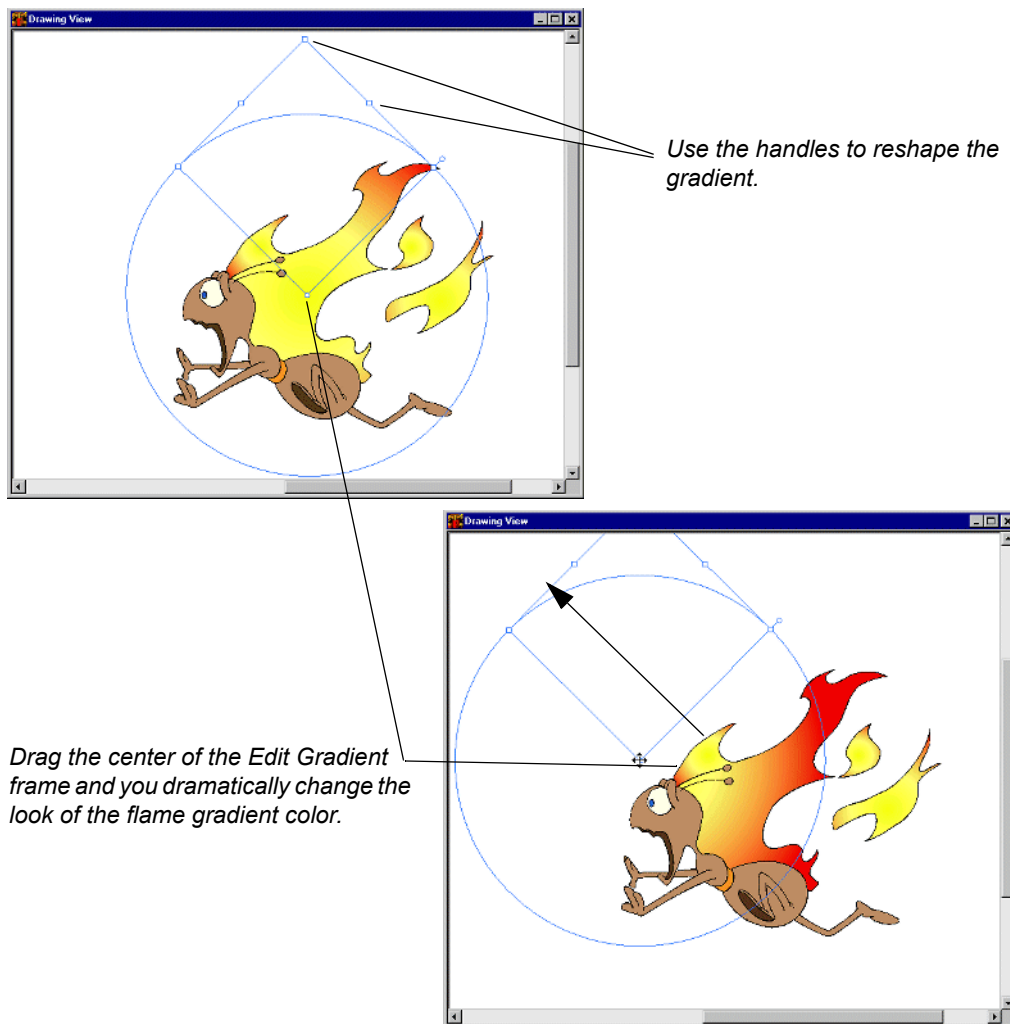 Drawing View
Use the handles to reshape the
gradient.
Drawing View
Drag the center of the Edit Gradient
frame and you dramatically change the
look of the flame gradient color.